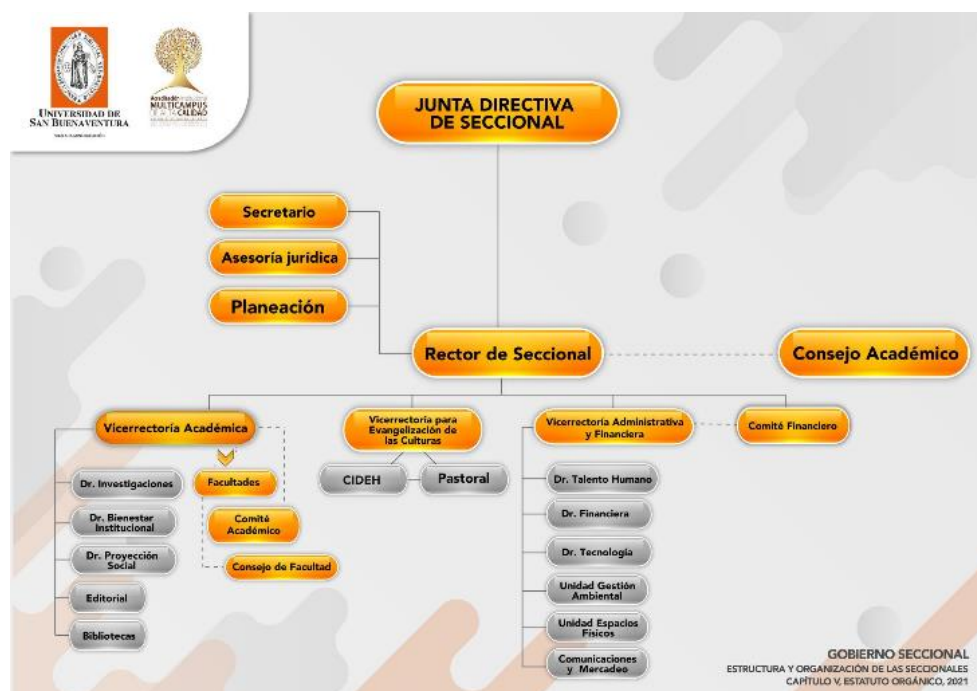 UNIVERSIDAD DE
SAN BUENAVENTURA
MULTICAMPUS
DE ALTA CALIDAD
JUNTA DIRECTIVA
DE SECCIONAL
Secretario
Asesoría jurídica
Planeación
Rector de Seccional
Consejo Académico
Vicerrectoría Académica
Vicerrectoría para
Evangelización de
las Culturas
Vicerrectoría Administrativa
y Financiera
Comité Financiero
Dr. Investigaciones
Dr. Bienestar
Institucional
Dr. Proyección
Social
Editorial
Bibliotecas
Facultades
Comité
Académico
Consejo de Facultad
CIDEH
Pastoral
Dr. Talento Humano
Dr. Financiera
Dr. Tecnología
Unidad Gestión
Ambiental
Unidad Espacios
Físicos
Comunicaciones
y Mercadeo
GOBIERNO SECCIONAL
ESTRUCTURA Y ORGANIZACIÓN DE LAS SECCIONALES
CAPÍTULO V, ESTATUTO ORGÁNICO, 2021